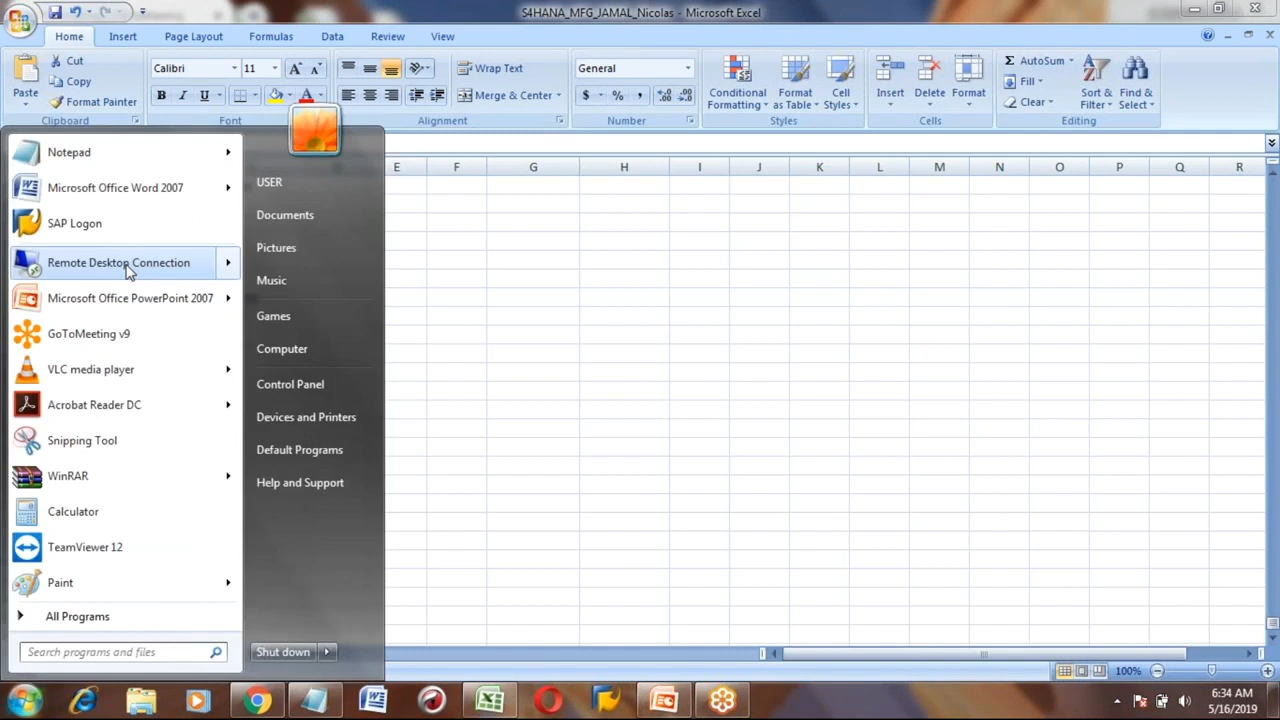 S4HANA_MFG_JAMAL_Nicolas - Microsoft Excel
Home Insert Page Layout Formulas Data Review View
Paste
Cut
Copy
Format Painter
Clipboard
Calibri 11
B I U
Font
Wrap Text
Merge & Center
Alignment
General
$ % ,
Number
Conditional Formatting
Format as Table
Cell Styles
Styles
Insert Delete Format
Cells
AutoSum
Fill
Clear
Sort & Filter
Find & Select
Editing
E F G H I J K L M N O P Q R
Notepad
Microsoft Office Word 2007
SAP Logon
Remote Desktop Connection
Microsoft Office PowerPoint 2007
GoToMeeting v9
VLC media player
Acrobat Reader DC
Snipping Tool
WinRAR
Calculator
TeamViewer 12
Paint
All Programs
Search programs and files
USER
Documents
Pictures
Music
Games
Computer
Control Panel
Devices and Printers
Default Programs
Help and Support
Shut down
100%
6:34 AM
5/16/2019